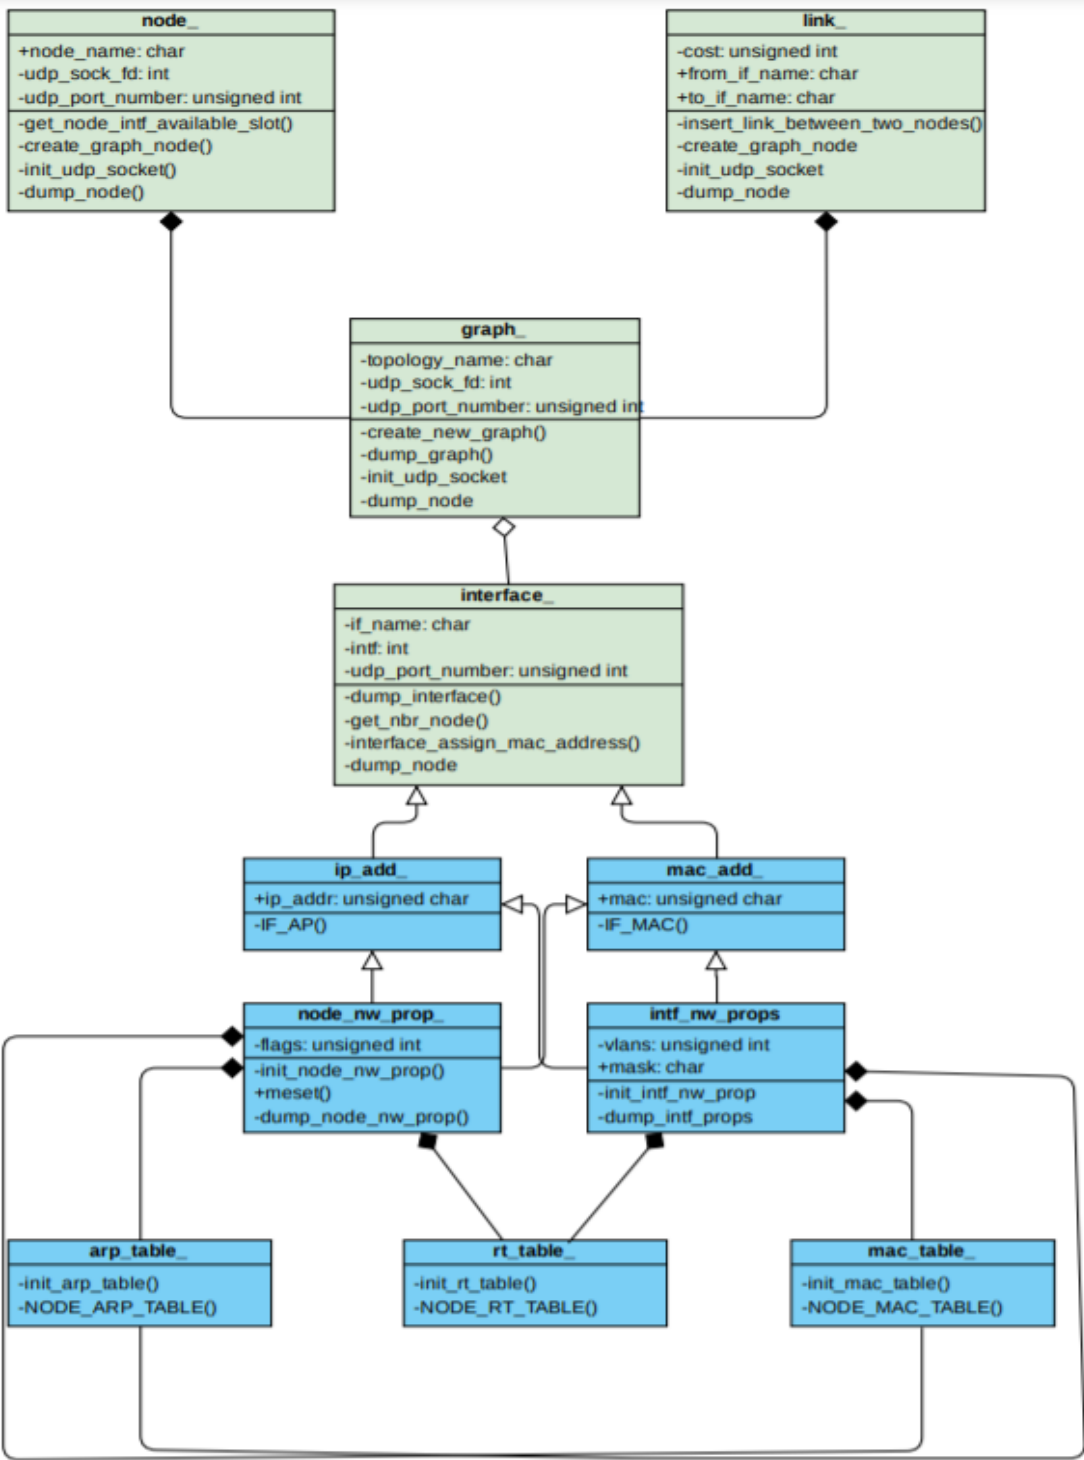 node_
+node_name: char
-udp_sock_fd: int
-udp_port_number: unsigned int
-get_node_intf_available_slot()
-create_graph_node()
-init_udp_socket()
-dump_node()
link_
-cost: unsigned int
+from_if_name: char
+to_if_name: char
-insert_link_between_two_nodes()
-create_graph_node
-init_udp_socket
-dump_node
graph_
-topology_name: char
-udp_sock_fd: int
-udp_port_number: unsigned int
-create_new_graph()
-dump_graph()
-init_udp_socket
-dump_node
interface_
-if_name: char
-intf: int
-udp_port_number: unsigned int
-dump_interface()
-get_nbr_node()
-interface_assign_mac_address()
-dump_node
ip_add_
+ip_addr: unsigned char
-IF_AP()
mac_add_
+mac: unsigned char
-IF_MAC()
node_nw_prop_
-flags: unsigned int
-init_node_nw_prop()
+meset()
-dump_node_nw_prop()
intf_nw_props
-vlans: unsigned int
+mask: char
-init_intf_nw_prop
-dump_intf_props
arp_table_
-init_arp_table()
-NODE_ARP_TABLE()
rt_table_
-init_rt_table()
-NODE_RT_TABLE()
mac_table_
-init_mac_table()
-NODE_MAC_TABLE()